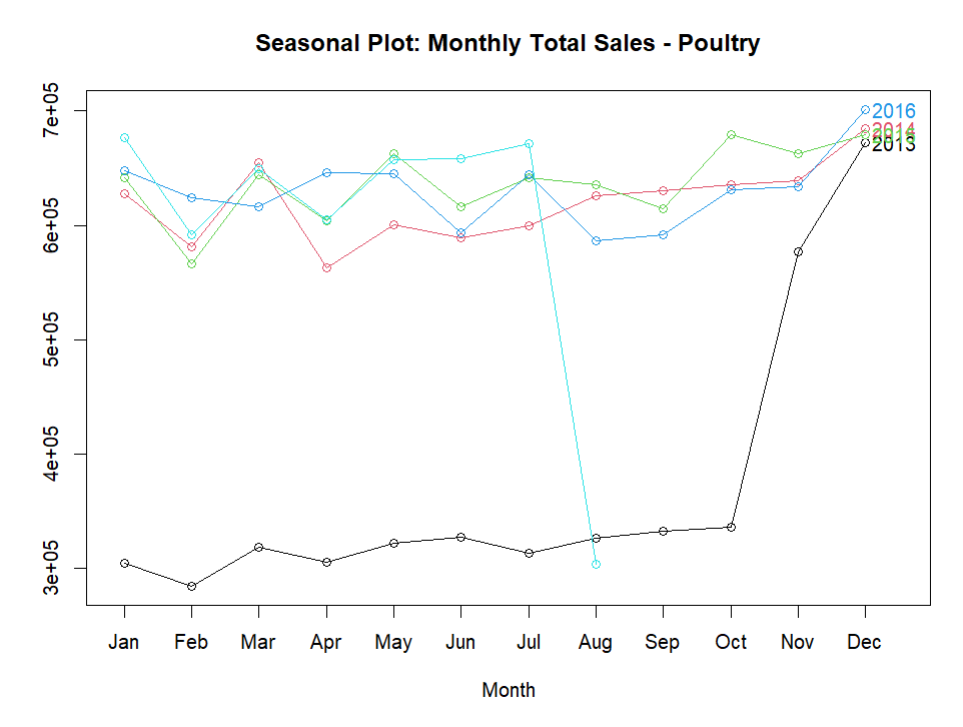 Seasonal Plot: Monthly Total Sales - Poultry
7e+05
6e+05
5e+05
4e+05
3e+05
2016
2014
2013
Jan Feb Mar Apr May Jun Jul Aug Sep Oct Nov Dec
Month